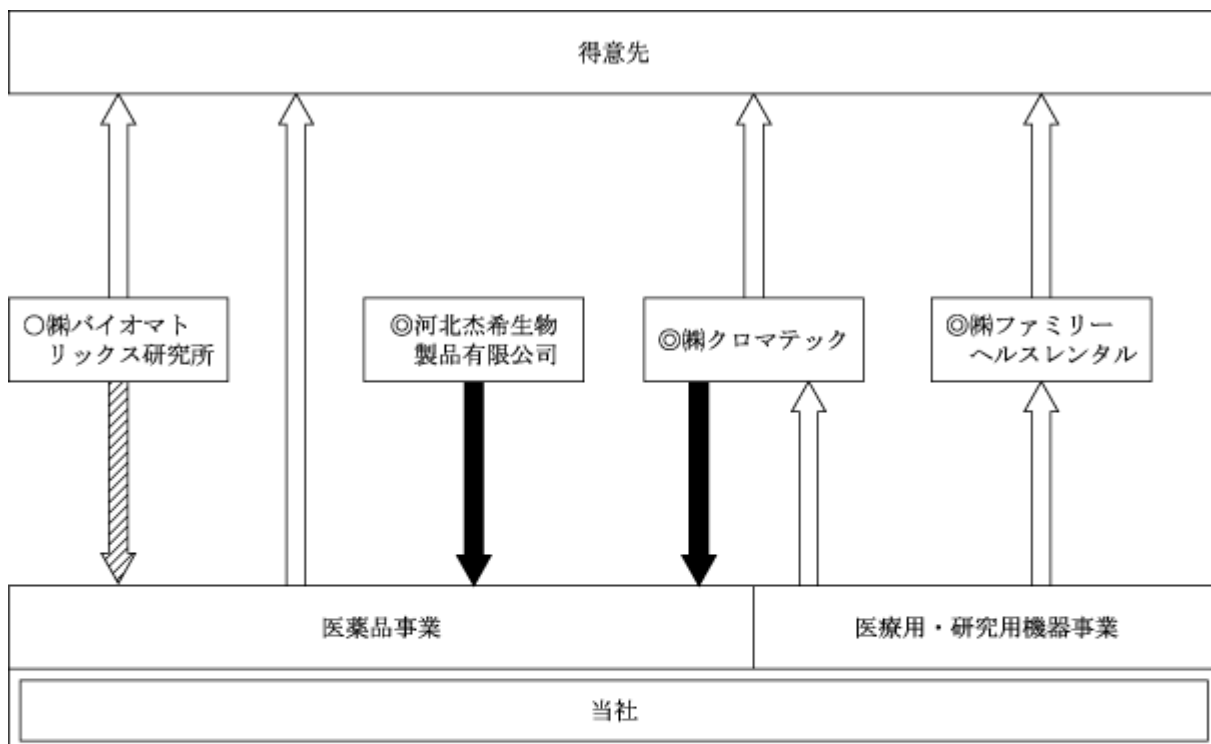 得意先
○㈱バイオマト
リックス研究所
◎河北杰希生物
製品有限公司
◎㈱クロマテック
◎㈱ファミリー
ヘルスレンタル
医薬品事業
医療用・研究用機器事業
当社